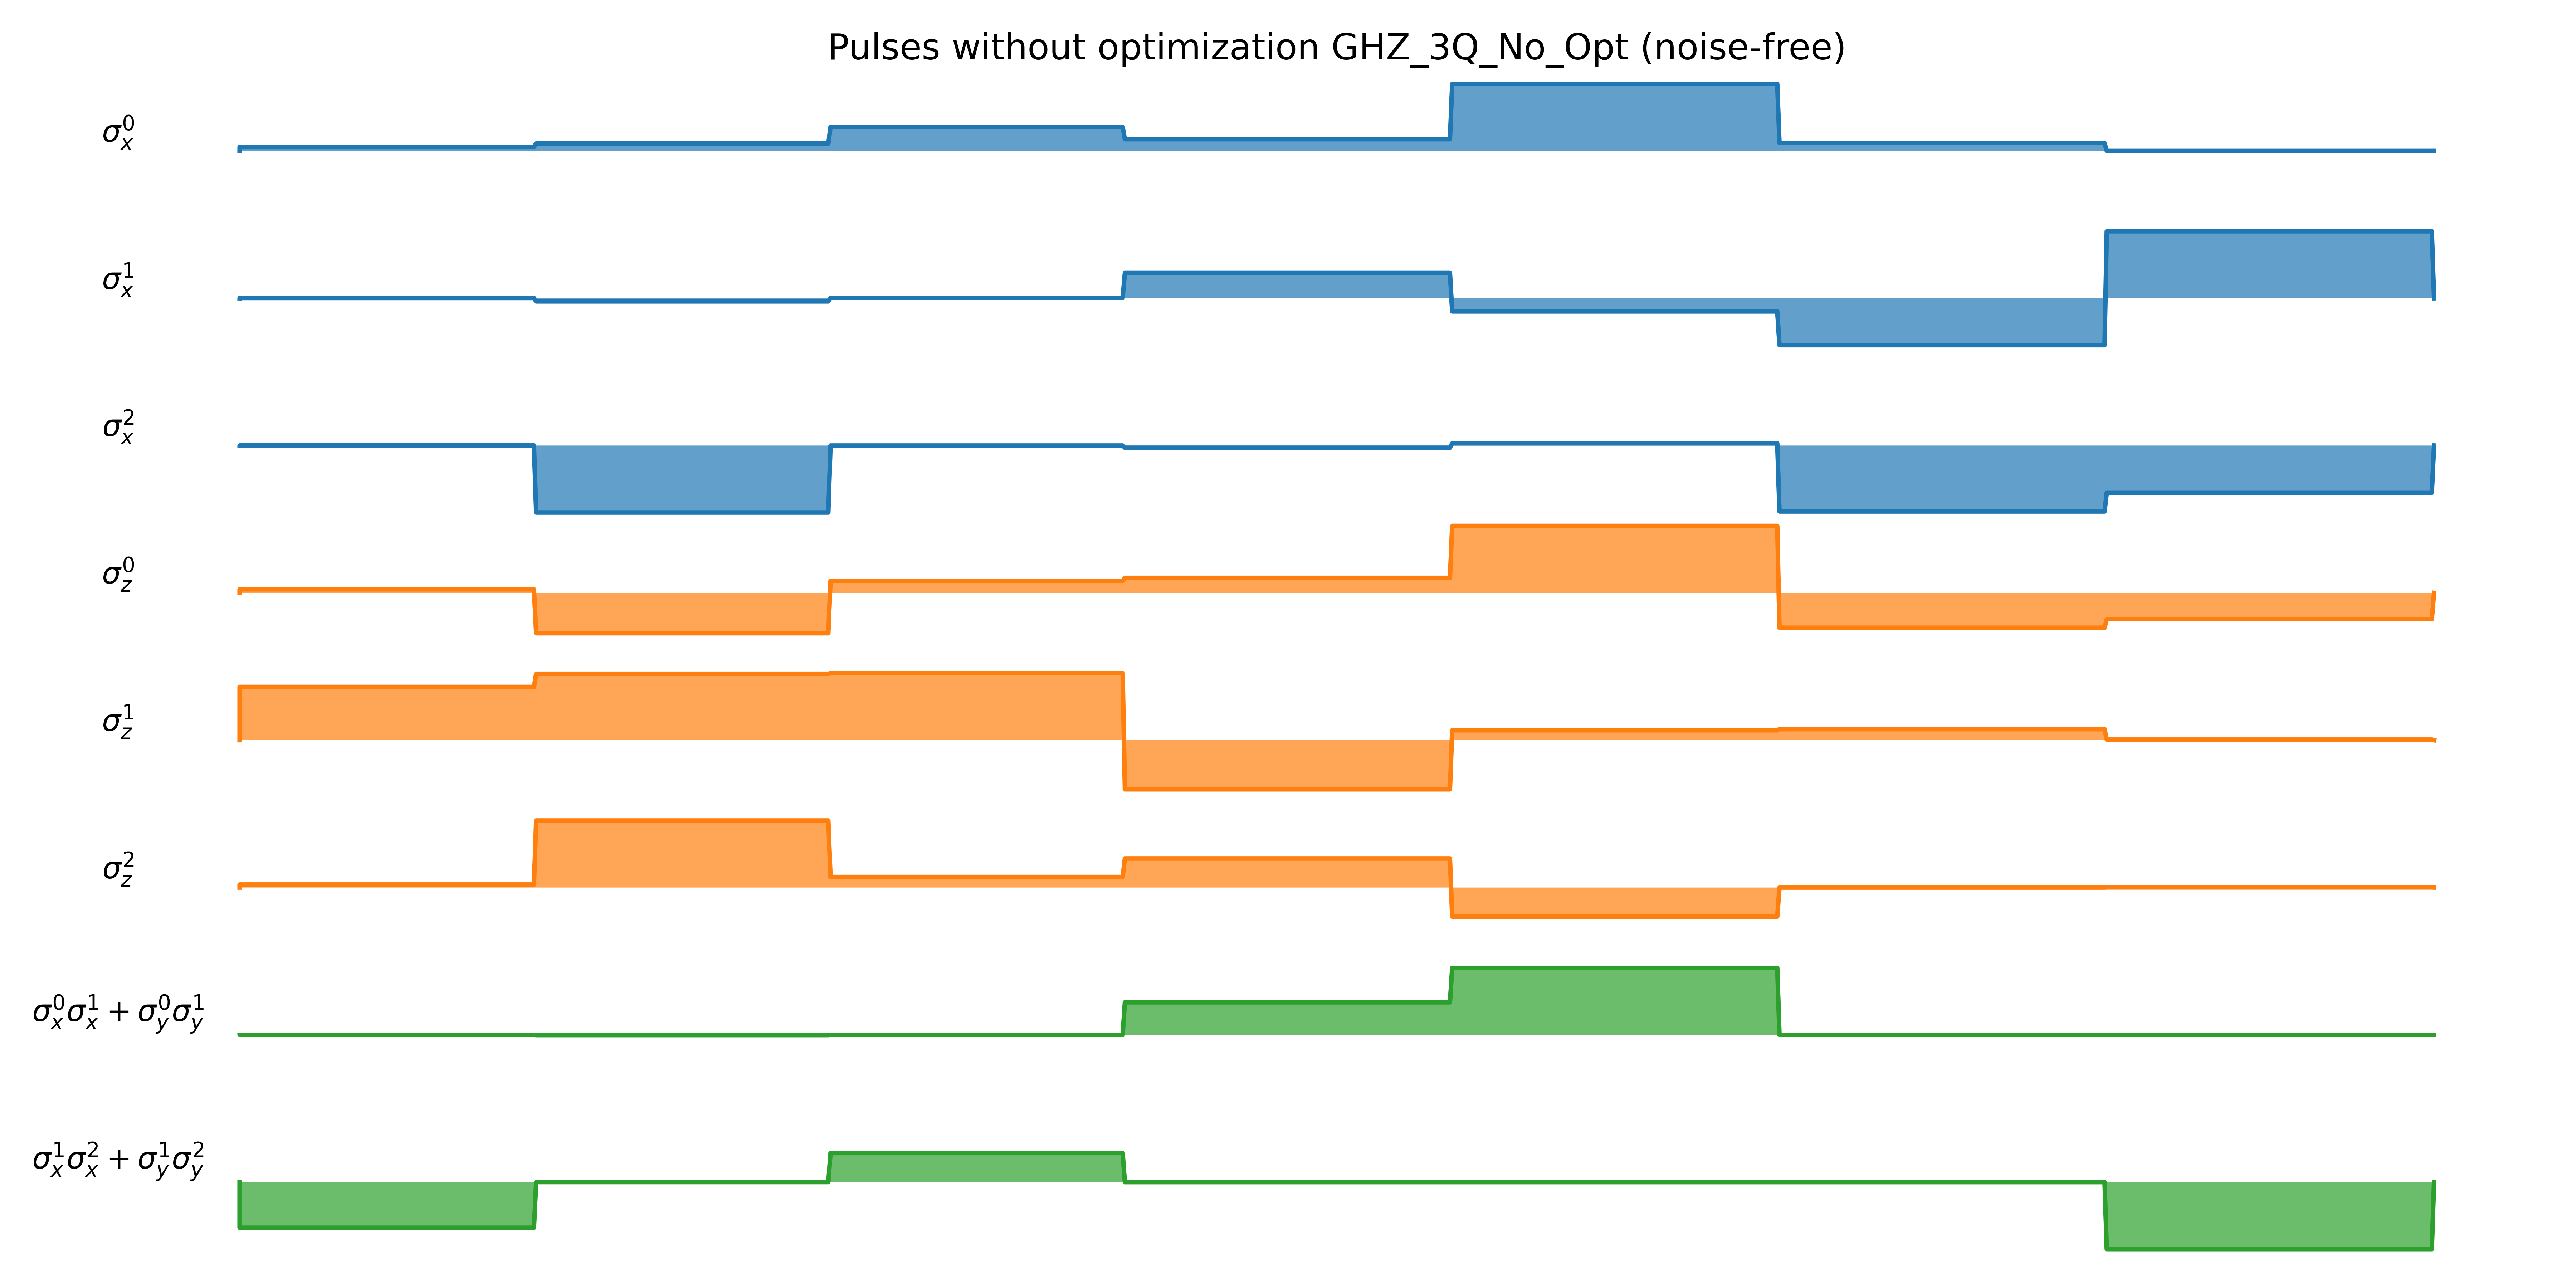 Pulses without optimization GHZ_3Q_No_Opt (noise-free)
σ_x^0
σ_x^1
σ_x^2
σ_z^0
σ_z^1
σ_z^2
σ_x^0σ_x^1 + σ_y^0σ_y^1
σ_x^1σ_x^2 + σ_y^1σ_y^2